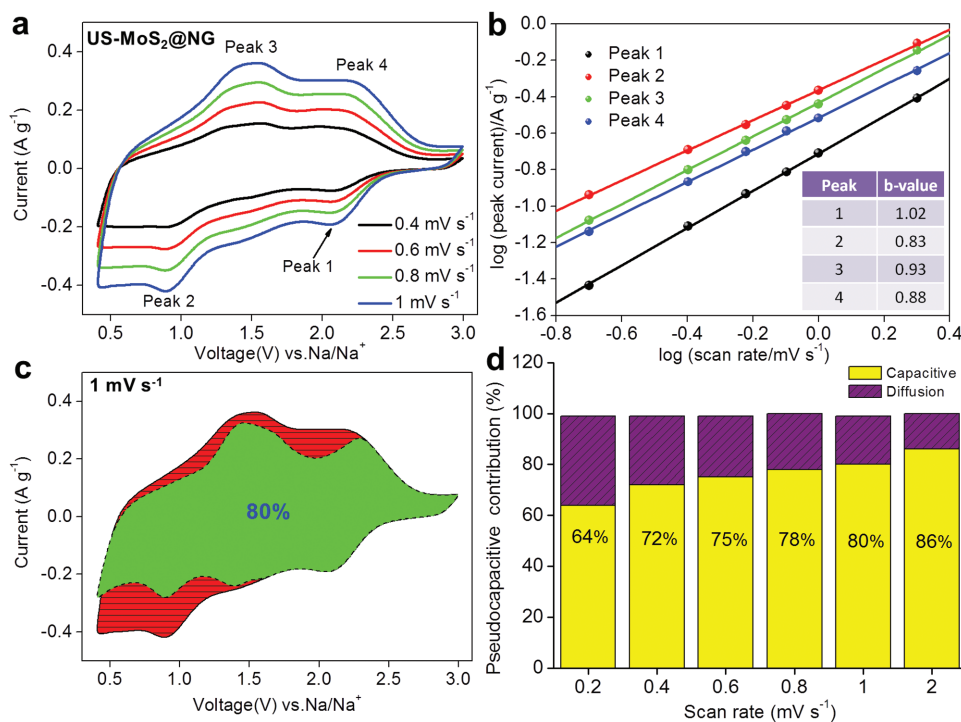 a
US-MoS₂@NG
Peak 3
Peak 4
Peak 1
Peak 2
0.4 mV s⁻¹
0.6 mV s⁻¹
0.8 mV s⁻¹
1 mV s⁻¹
Current (A g⁻¹)
0.4
0.2
0.0
-0.2
-0.4
0.5 1.0 1.5 2.0 2.5 3.0
Voltage(V) vs.Na/Na⁺
b
Peak 1
Peak 2
Peak 3
Peak 4
log (peak current)/A g⁻¹)
0.0
-0.2
-0.4
-0.6
-0.8
-1.0
-1.2
-1.4
-1.6
Peak b-value
1 1.02
2 0.83
3 0.93
4 0.88
-0.8 -0.6 -0.4 -0.2 0.0 0.2 0.4
log (scan rate/mV s⁻¹)
c
1 mV s⁻¹
Current (A g⁻¹)
0.4
0.2
0.0
-0.2
-0.4
80%
0.5 1.0 1.5 2.0 2.5 3.0
Voltage(V) vs.Na/Na⁺
d
Capacitive
Diffusion
Pseudocapacitive contribution (%)
120
100
80
60
40
20
0
64% 72% 75% 78% 80% 86%
0.2 0.4 0.6 0.8 1 2
Scan rate (mV s⁻¹)